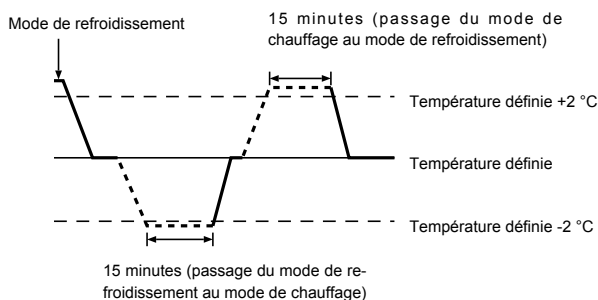 Mode de refroidissement
15 minutes (passage du mode de
chauffage au mode de refroidissement)
Température définie +2 °C
Température définie
Température définie -2 °C
15 minutes (passage du mode de re-
froidissement au mode de chauffage)